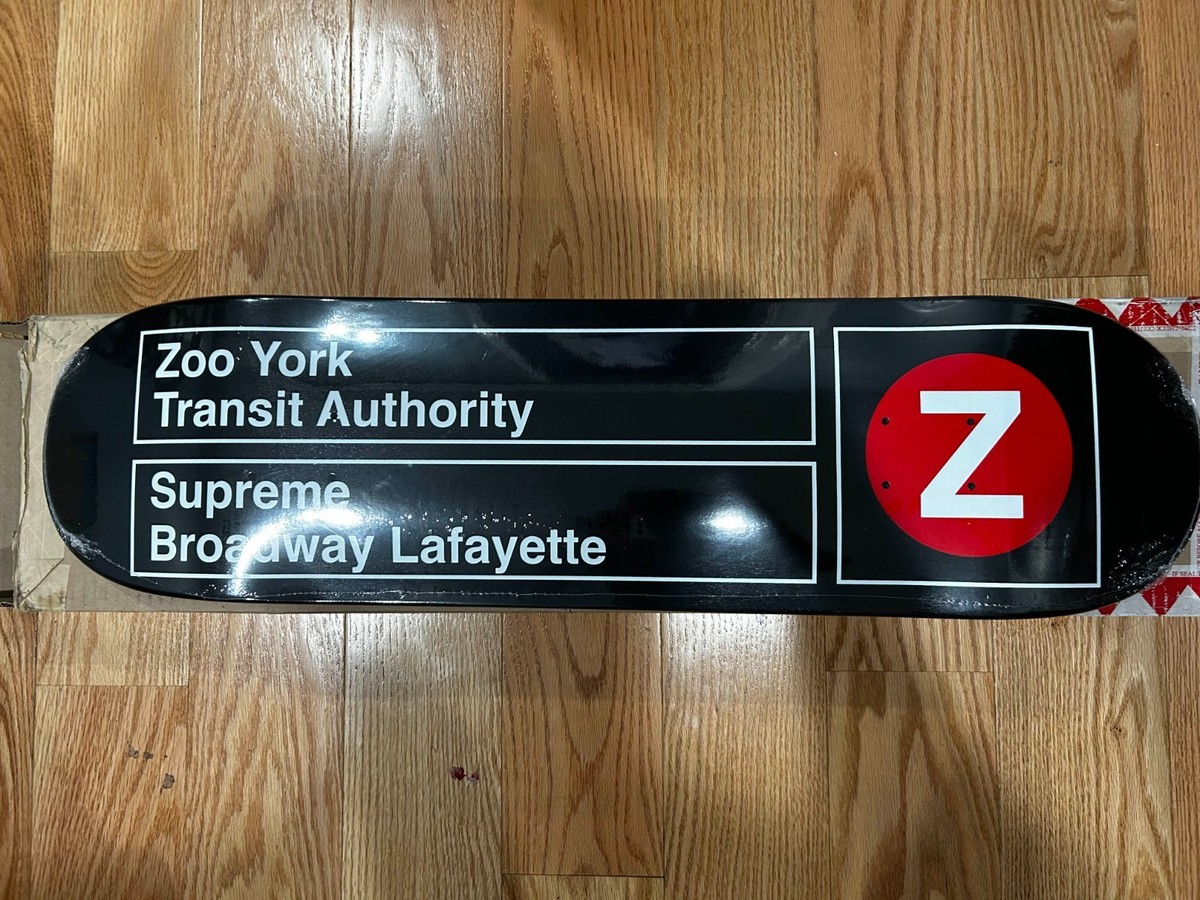 Zoo York
Transit Authority
Supreme
Broadway Lafayette
Z